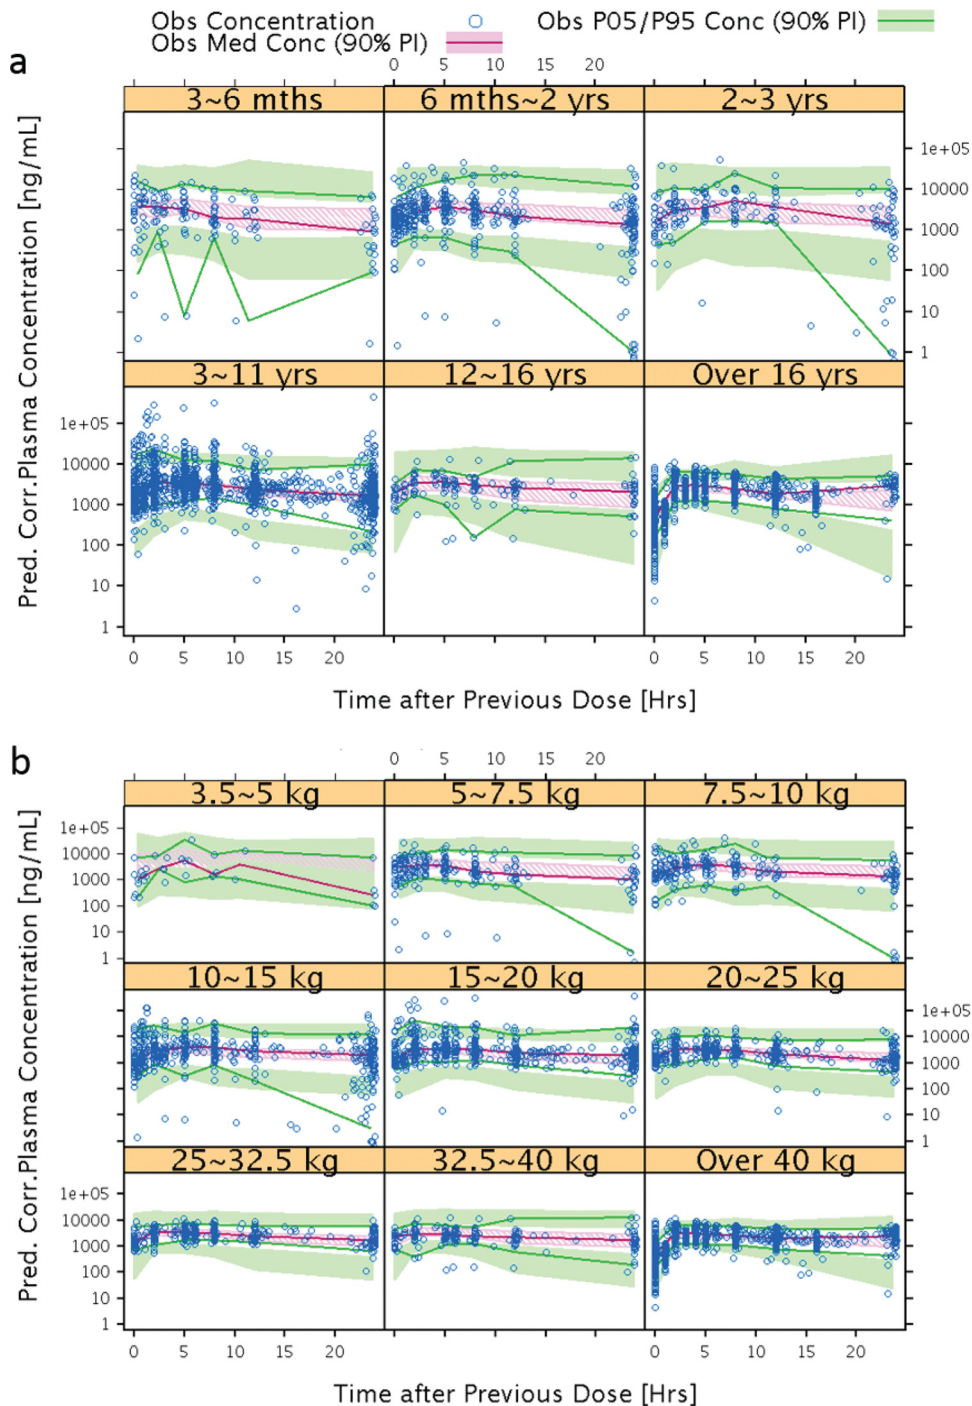 Obs Concentration
Obs P05/P95 Conc (90% PI)
Obs Med Conc (90% PI)
a
0 5 10 15 20
3~6 mths
6 mths~2 yrs
2~3 yrs
1e+05
10000
1000
100
10
1
3~11 yrs
12~16 yrs
Over 16 yrs
1e+05
10000
1000
100
10
1
Pred. Corr.Plasma Concentration [ng/mL]
0 5 10 15 20
0 5 10 15 20
Time after Previous Dose [Hrs]
b
0 5 10 15 20
3.5~5 kg
5~7.5 kg
7.5~10 kg
1e+05
10000
1000
100
10
1
10~15 kg
15~20 kg
20~25 kg
1e+05
10000
1000
100
10
1
25~32.5 kg
32.5~40 kg
Over 40 kg
1e+05
10000
1000
100
10
1
Pred. Corr.Plasma Concentration [ng/mL]
0 5 10 15 20
0 5 10 15 20
Time after Previous Dose [Hrs]